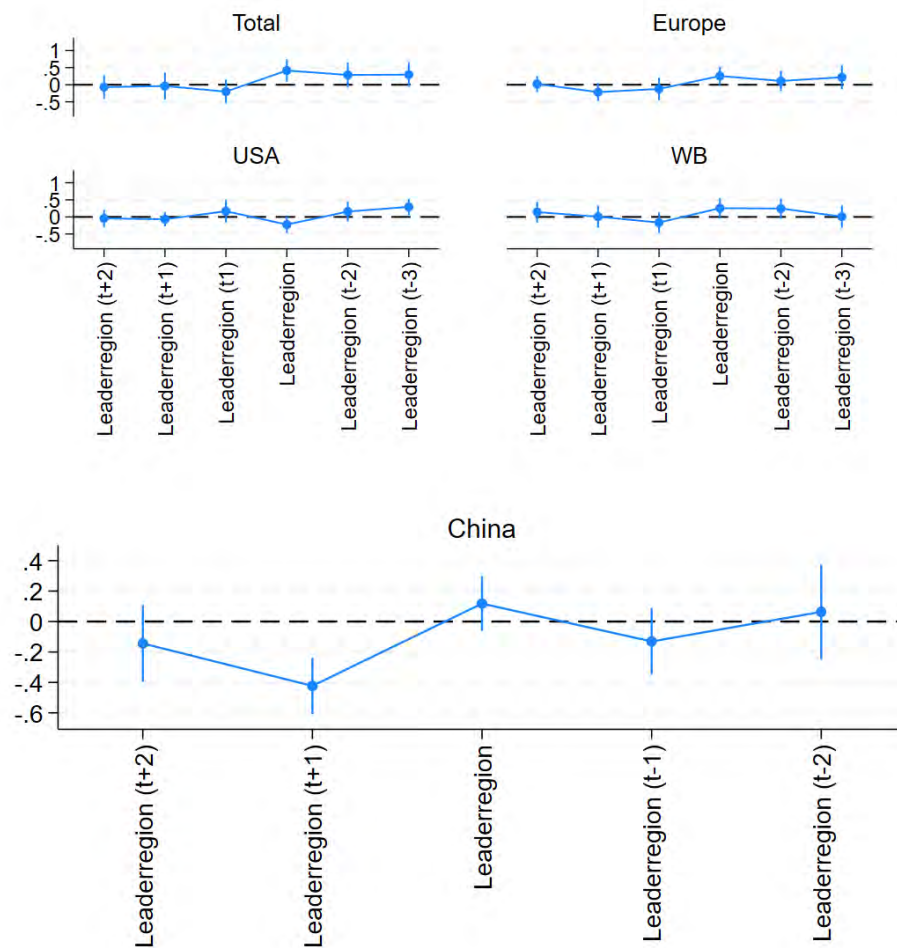 Total
Europe
1
.5
0
-.5
USA
WB
1
.5
0
-.5
Leaderregion (t+2)
Leaderregion (t+1)
Leaderregion (t1)
Leaderregion
Leaderregion (t-2)
Leaderregion (t-3)
Leaderregion (t+2)
Leaderregion (t+1)
Leaderregion (t1)
Leaderregion
Leaderregion (t-2)
Leaderregion (t-3)
China
.4
.2
0
-.2
-.4
-.6
Leaderregion (t+2)
Leaderregion (t+1)
Leaderregion
Leaderregion (t-1)
Leaderregion (t-2)